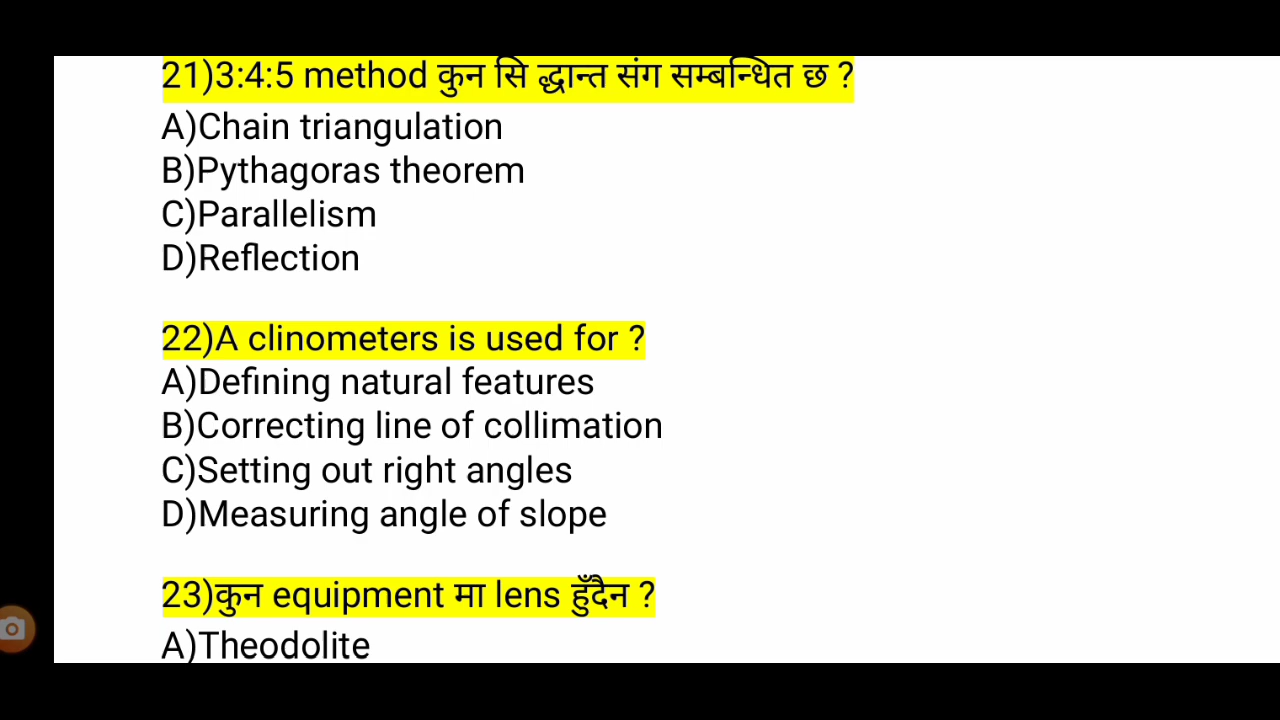 21)3:4:5 method कुन सि द्धान्त संग सम्बन्धित छ ?
A)Chain triangulation
B)Pythagoras theorem
C)Parallelism
D)Reflection
22)A clinometers is used for ?
A)Defining natural features
B)Correcting line of collimation
C)Setting out right angles
D)Measuring angle of slope
23)कुन equipment मा lens हुँदैन ?
A)Theodolite